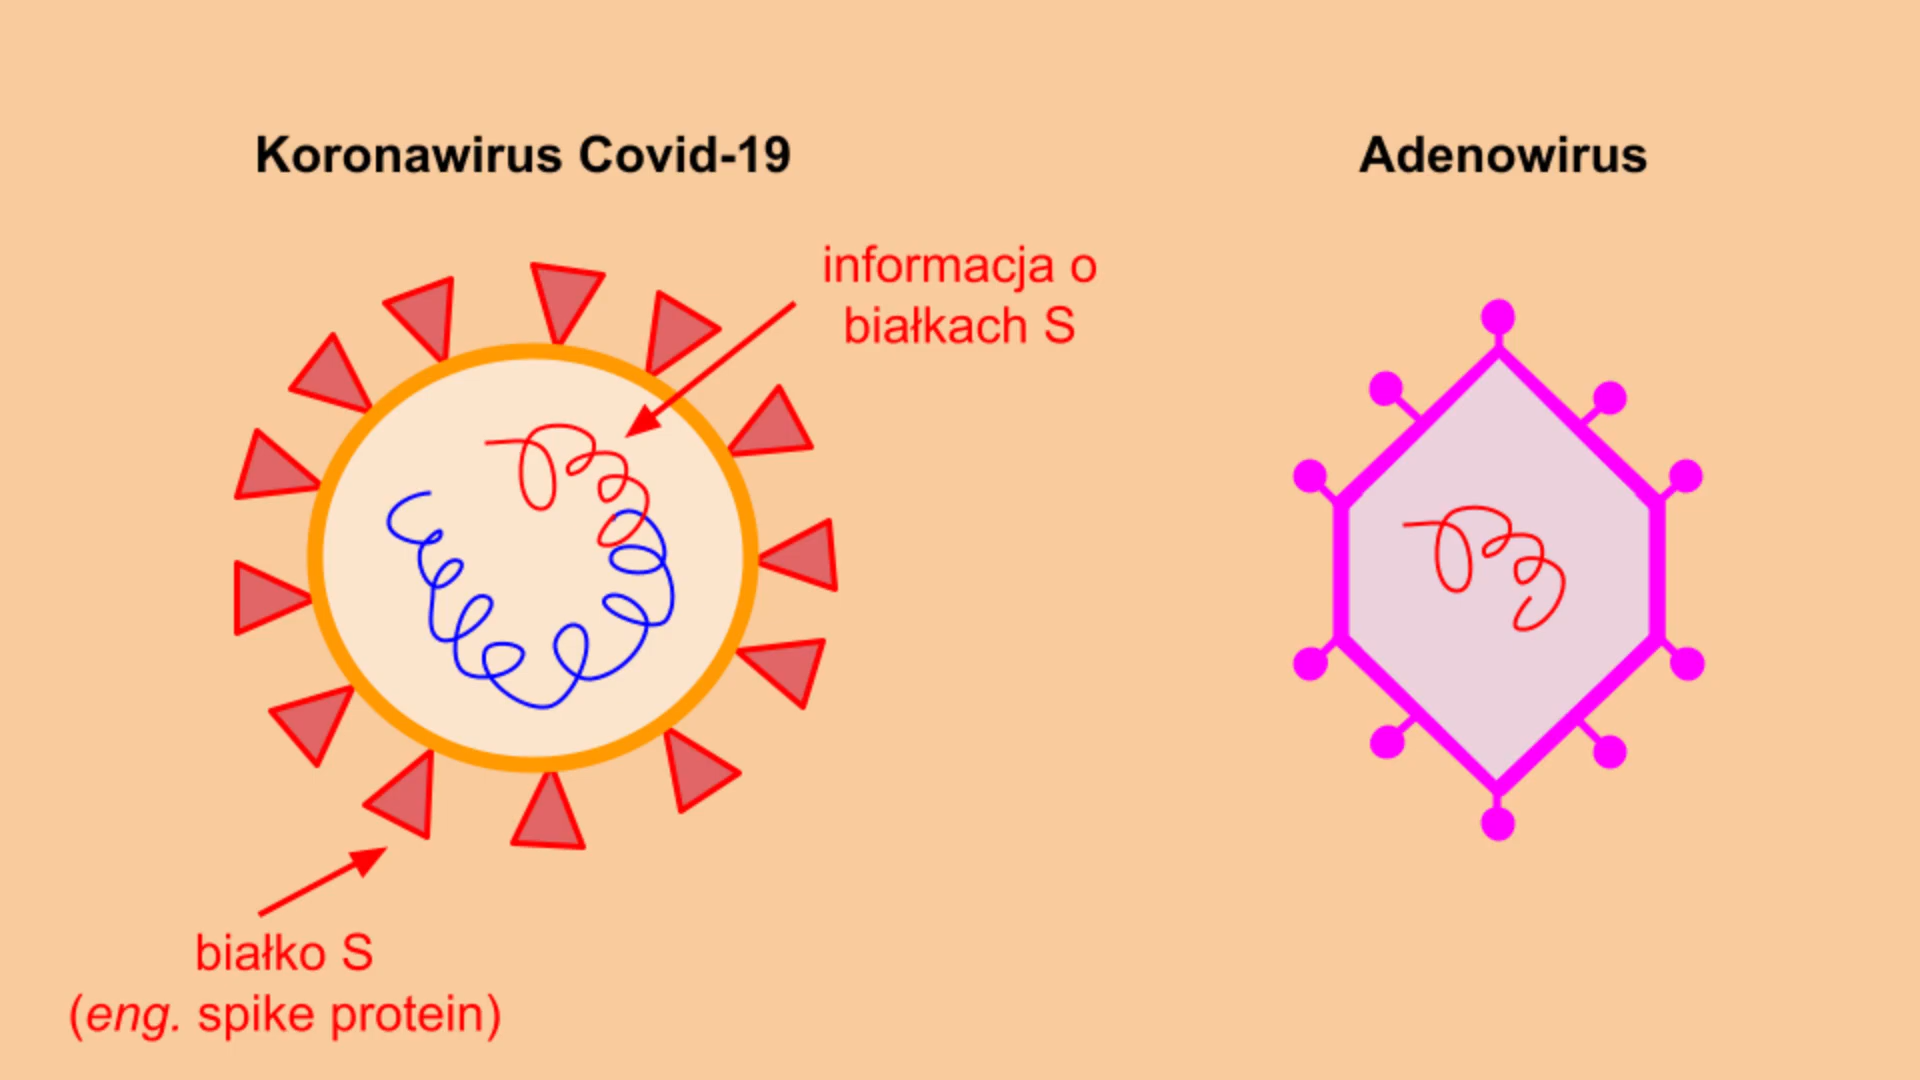 Koronawirus Covid-19
Adenowirus
informacja o
białkach S
białko S
(eng. spike protein)